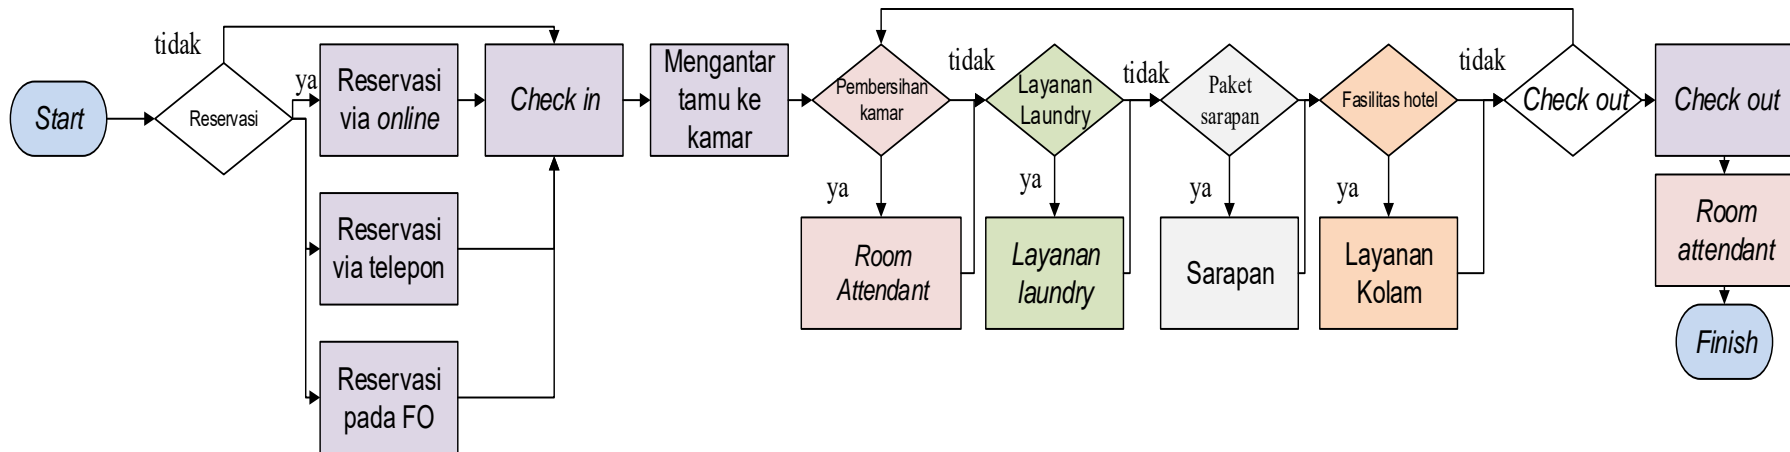 Start
tidak
Reservasi
ya
Reservasi
via online
Reservasi
via telepon
Reservasi
pada FO
Check in
Mengantar
tamu ke
kamar
Pembersihan
kamar
tidak
ya
Room
Attendant
Layanan
Laundry
tidak
ya
Layanan
laundry
Paket
sarapan
ya
Sarapan
Fasilitas hotel
tidak
ya
Layanan
Kolam
Check out
Check out
Room
attendant
Finish